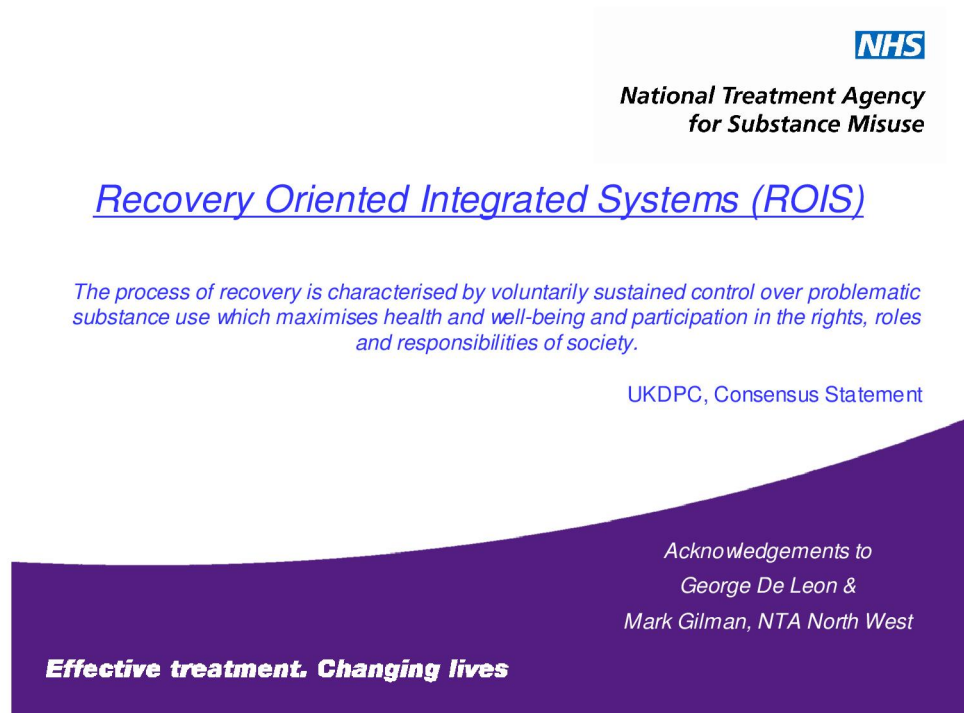 NHS
National Treatment Agency
for Substance Misuse
Recovery Oriented Integrated Systems (ROIS)
The process of recovery is characterised by voluntarily sustained control over problematic
substance use which maximises health and well-being and participation in the rights, roles
and responsibilities of society.
UKDPC, Consensus Statement
Acknowledgements to
George De Leon &
Mark Gilman, NTA North West
Effective treatment. Changing lives